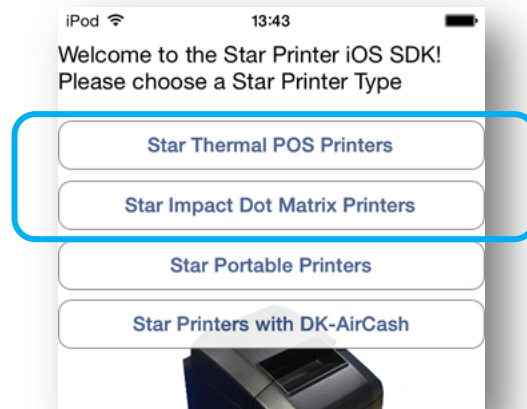 iPod 13:43
Welcome to the Star Printer iOS SDK!
Please choose a Star Printer Type
Star Thermal POS Printers
Star Impact Dot Matrix Printers
Star Portable Printers
Star Printers with DK-AirCash